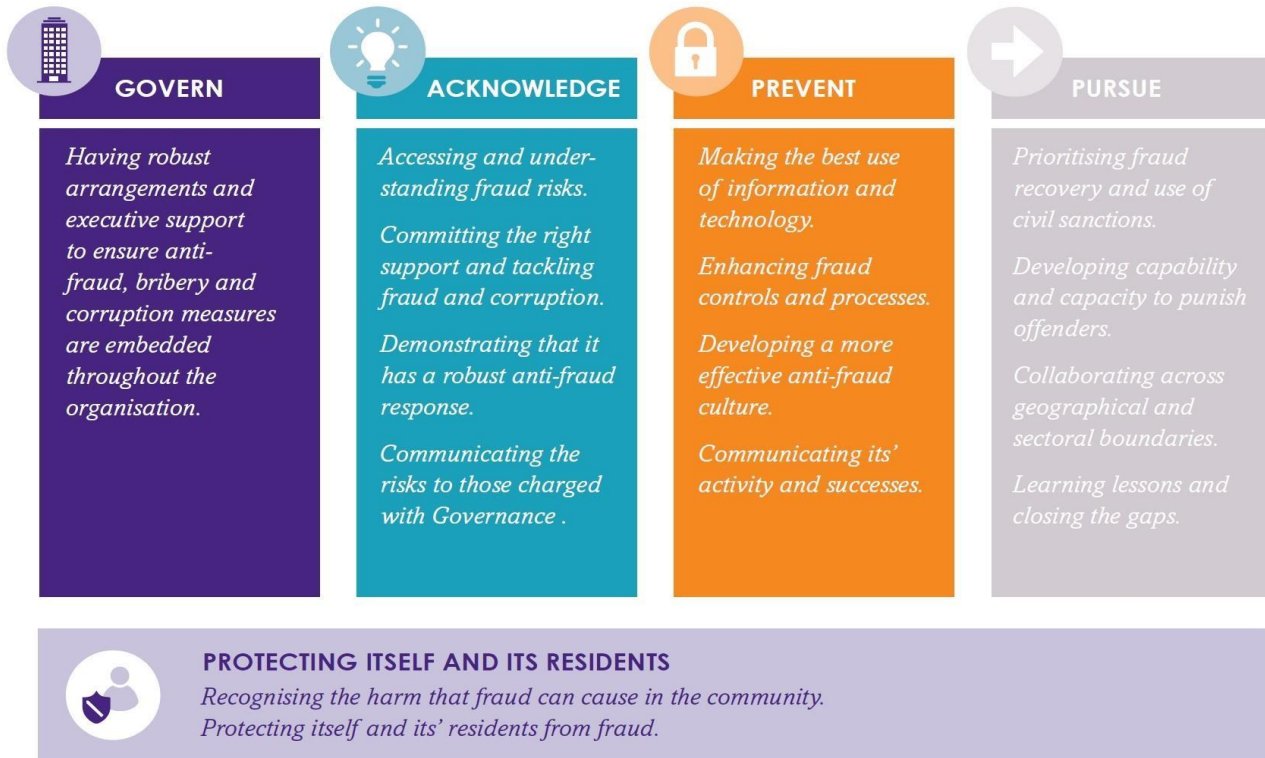 GOVERN
Having robust
arrangements and
executive support
to ensure anti-
fraud, bribery and
corruption measures
are embedded
throughout the
organisation.
ACKNOWLEDGE
Accessing and under-
standing fraud risks.
Committing the right
support and tackling
fraud and corruption.
Demonstrating that it
has a robust anti-fraud
response.
Communicating the
risks to those charged
with Governance .
PREVENT
Making the best use
of information and
technology.
Enhancing fraud
controls and processes.
Developing a more
effective anti-fraud
culture.
Communicating its’
activity and successes.
PURSUE
Prioritising fraud
recovery and use of
civil sanctions.
Developing capability
and capacity to punish
offenders.
Collaborating across
geographical and
sectoral boundaries.
Learning lessons and
closing the gaps.
PROTECTING ITSELF AND ITS RESIDENTS
Recognising the harm that fraud can cause in the community.
Protecting itself and its’ residents from fraud.